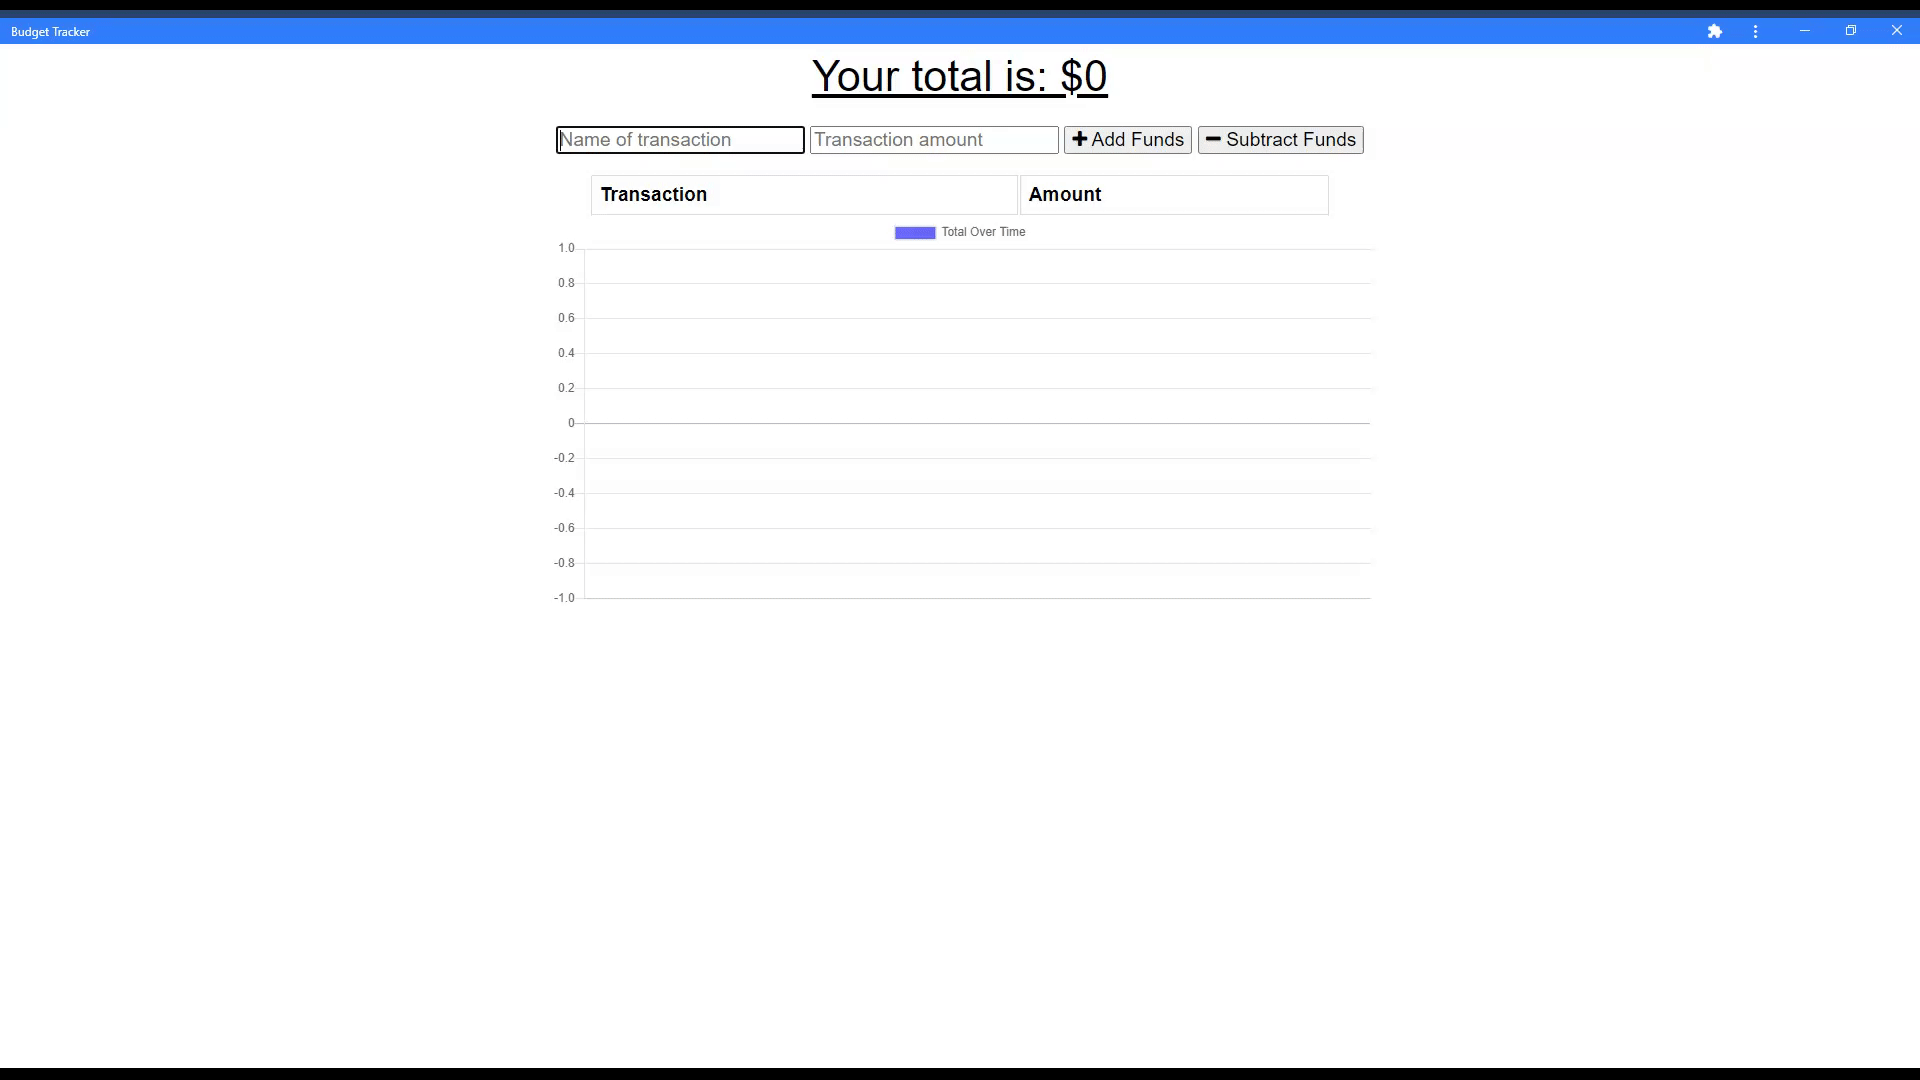 Budget Tracker
Your total is: $0
Name of transaction Transaction amount Add Funds Subtract Funds
Transaction Amount
Total Over Time
1.0
0.8
0.6
0.4
0.2
0
-0.2
-0.4
-0.6
-0.8
-1.0